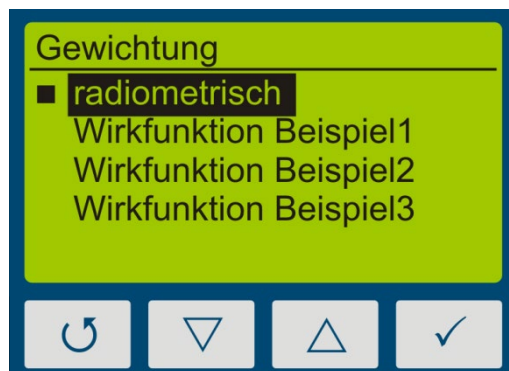 Gewichtung
radiometrisch
Wirkfunktion Beispiel1
Wirkfunktion Beispiel2
Wirkfunktion Beispiel3